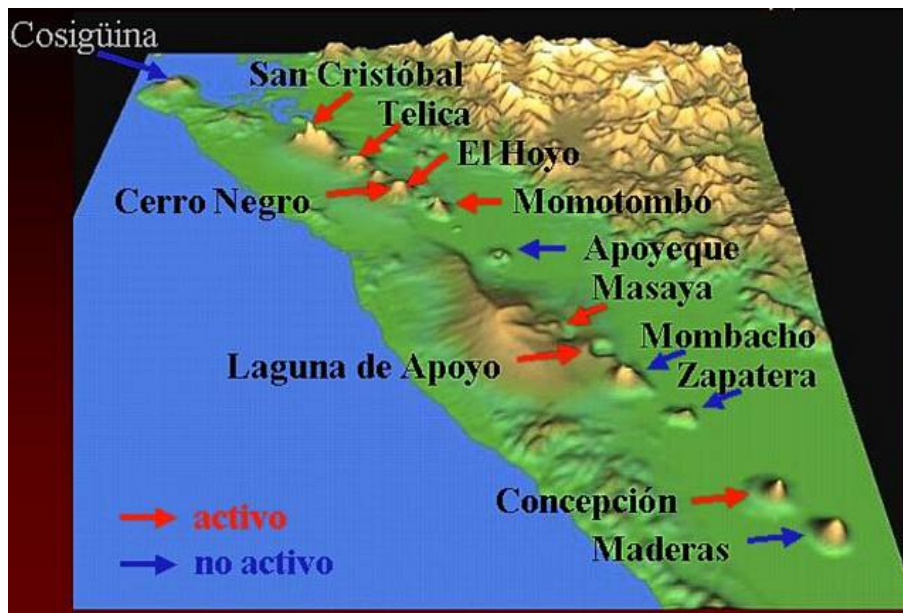 Cosigüina
San Cristóbal
Telica
El Hoyo
Cerro Negro
Momotombo
Apoyeque
Masaya
Mombacho
Laguna de Apoyo
Zapatera
Concepción
Maderas
activo
no activo